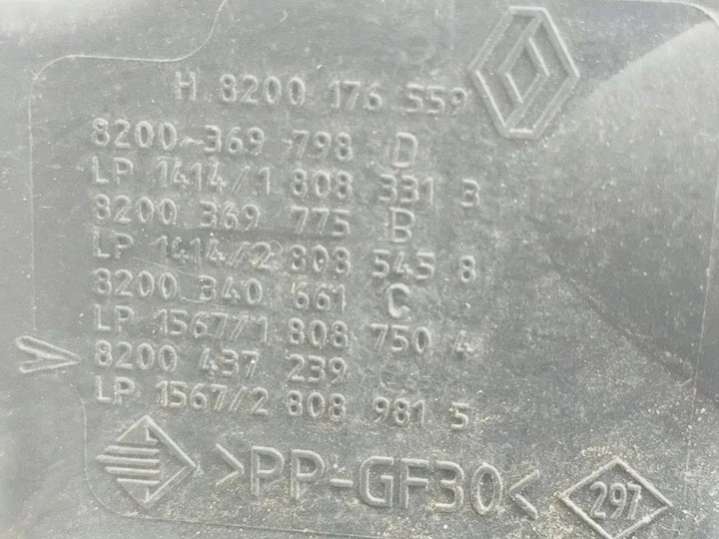 H 8200 176 559
8200-369 798 D
LP 1414/1 808 331 3
8200 369 775 B
LP 1414/2 808 545 8
8200 340 661 C
LP 1567/1 808 750 4
8200 437 239
LP 1567/2 808 981 5
>PP-GF30<
297